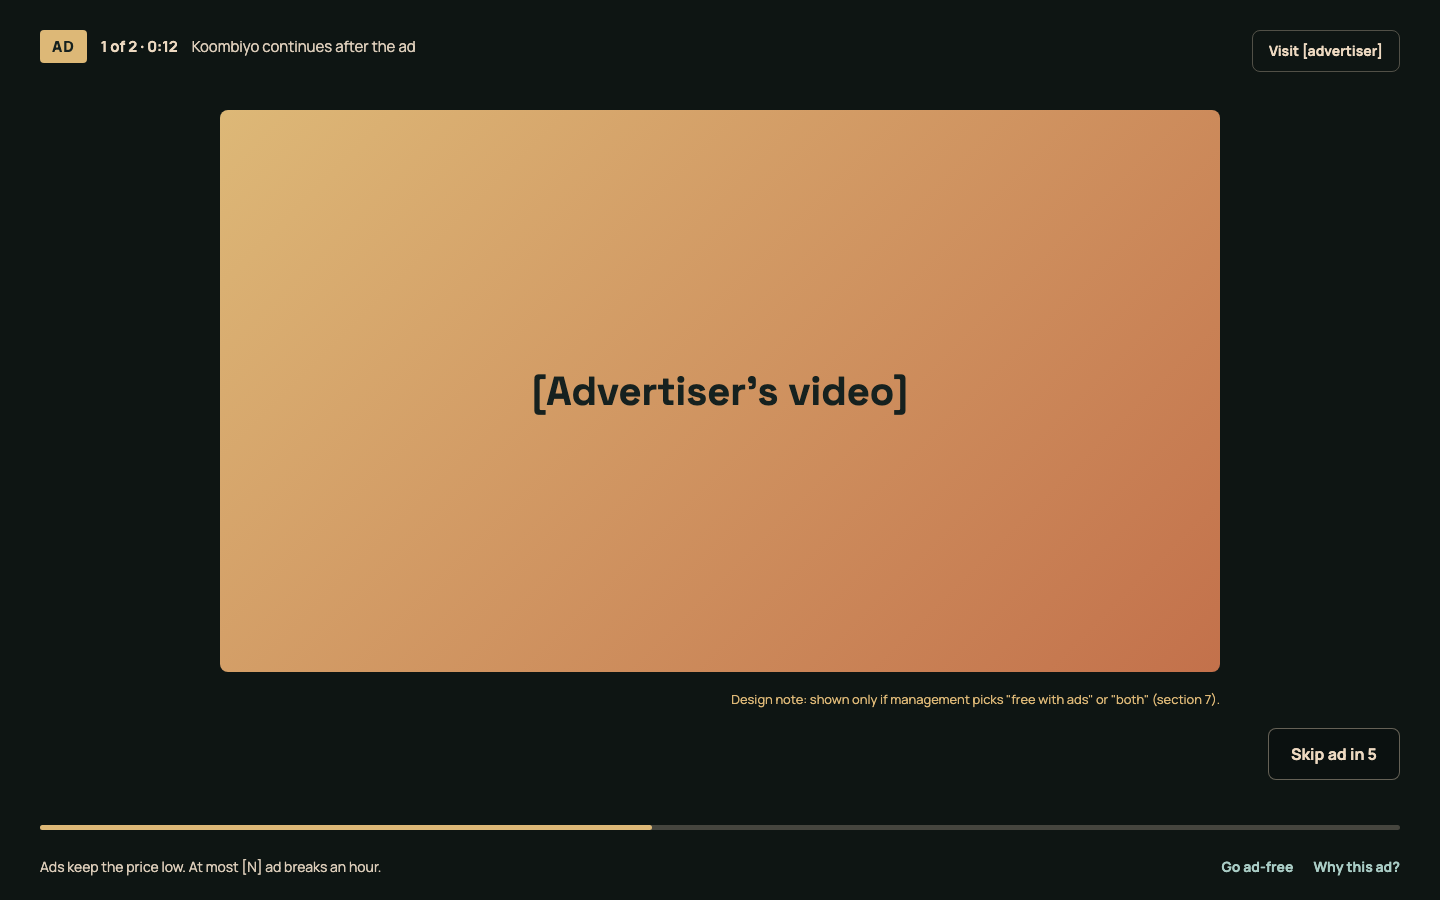 AD
1 of 2 · 0:12
Koombiyo continues after the ad
Visit [advertiser]
[Advertiser’s video]
Design note: shown only if management picks "free with ads" or "both" (section 7).
Skip ad in 5
Ads keep the price low. At most [N] ad breaks an hour.
Go ad-free
Why this ad?